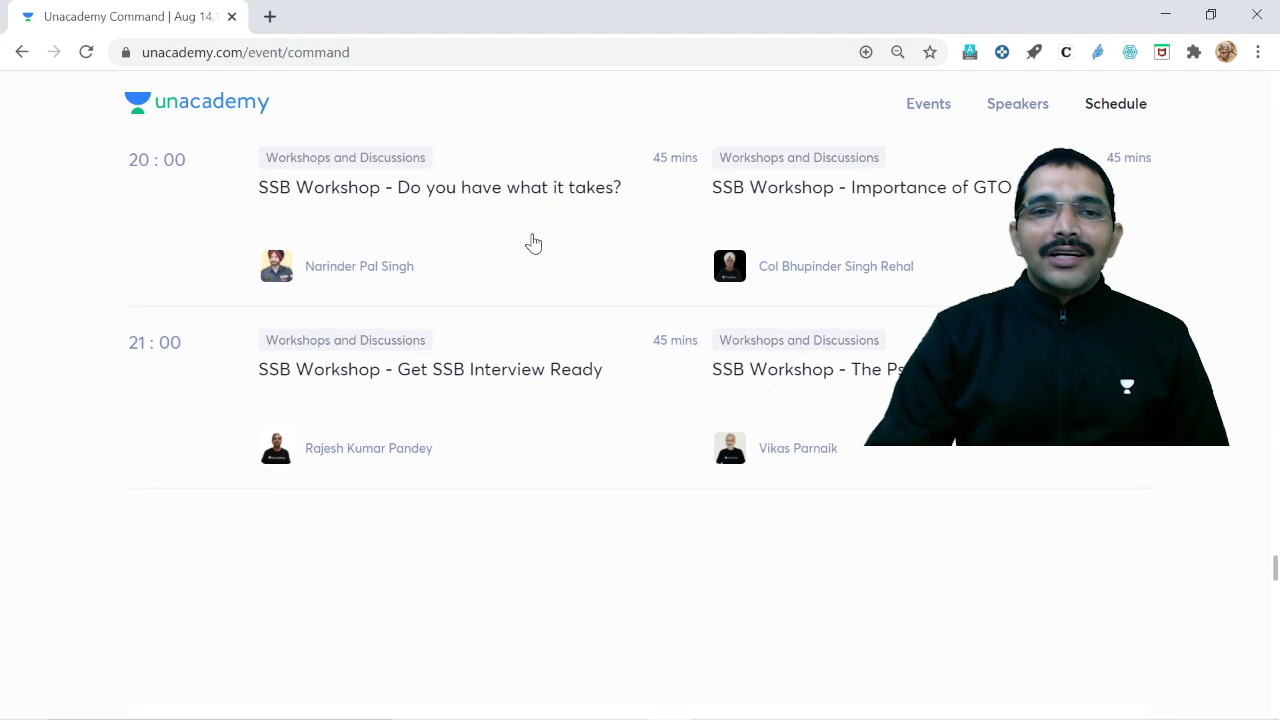 Unacademy Command | Aug 14,
unacademy.com/event/command
unacademy
Events
Speakers
Schedule
20 : 00
Workshops and Discussions
45 mins
SSB Workshop - Do you have what it takes?
Narinder Pal Singh
Workshops and Discussions
45 mins
SSB Workshop - Importance of GTO
Col Bhupinder Singh Rehal
21 : 00
Workshops and Discussions
45 mins
SSB Workshop - Get SSB Interview Ready
Rajesh Kumar Pandey
Workshops and Discussions
SSB Workshop - The
Vikas Parnaik